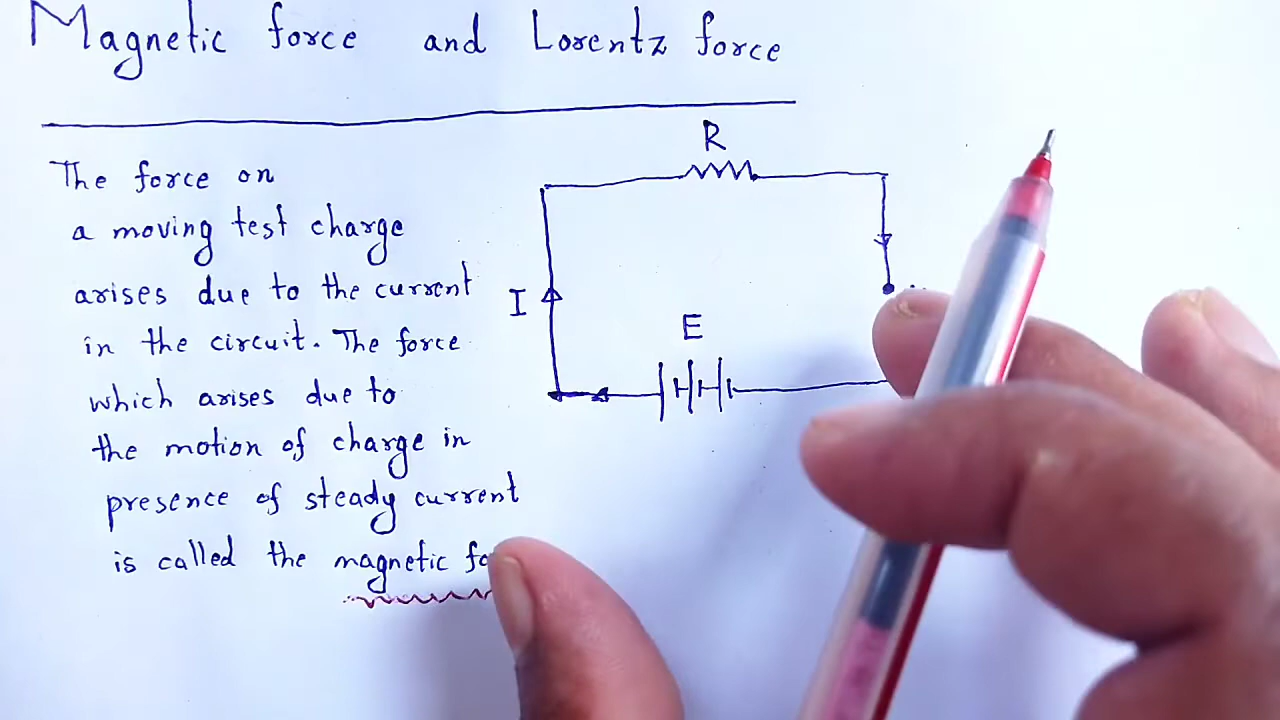 Magnetic force and Lorentz force
The force on
a moving test charge
arises due to the current
in the circuit. The force
which arises due to
the motion of charge in
presence of steady current
is called the magnetic
R
I
E